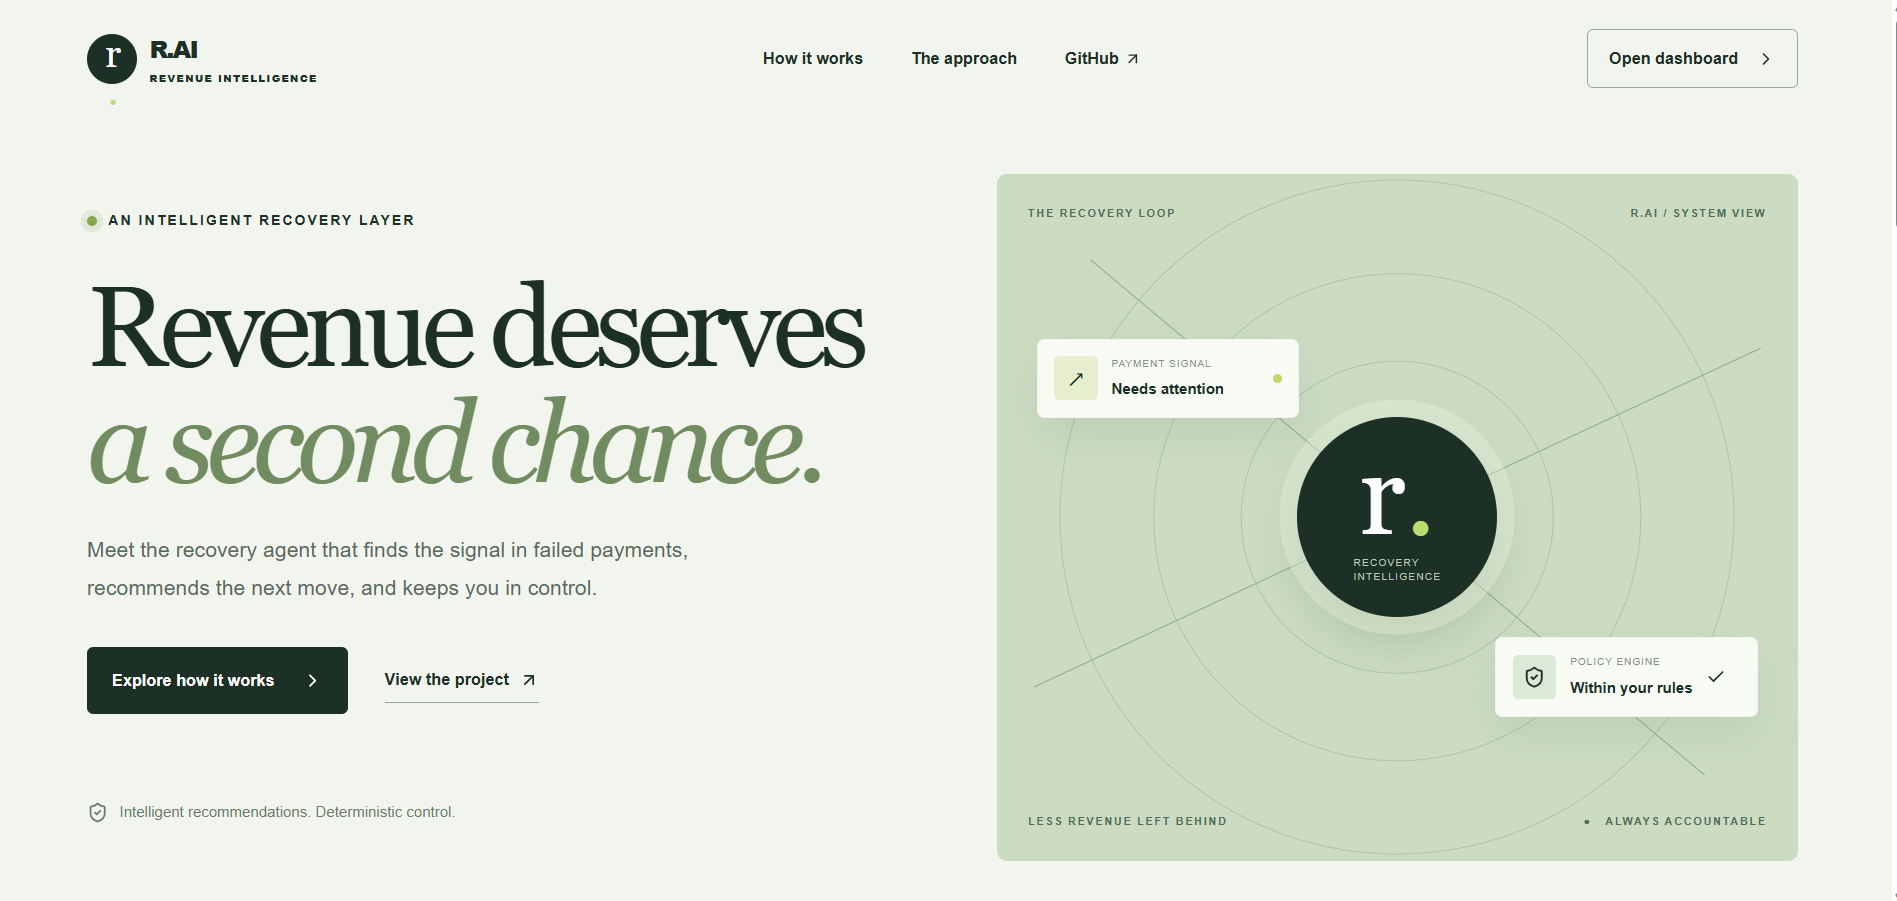 r
R.AI
REVENUE INTELLIGENCE
How it works
The approach
GitHub
Open dashboard
AN INTELLIGENT RECOVERY LAYER
Revenue deserves
a second chance.
Meet the recovery agent that finds the signal in failed payments,
recommends the next move, and keeps you in control.
Explore how it works
View the project
Intelligent recommendations. Deterministic control.
THE RECOVERY LOOP
R.AI / SYSTEM VIEW
PAYMENT SIGNAL
Needs attention
r.
RECOVERY
INTELLIGENCE
POLICY ENGINE
Within your rules
LESS REVENUE LEFT BEHIND
ALWAYS ACCOUNTABLE